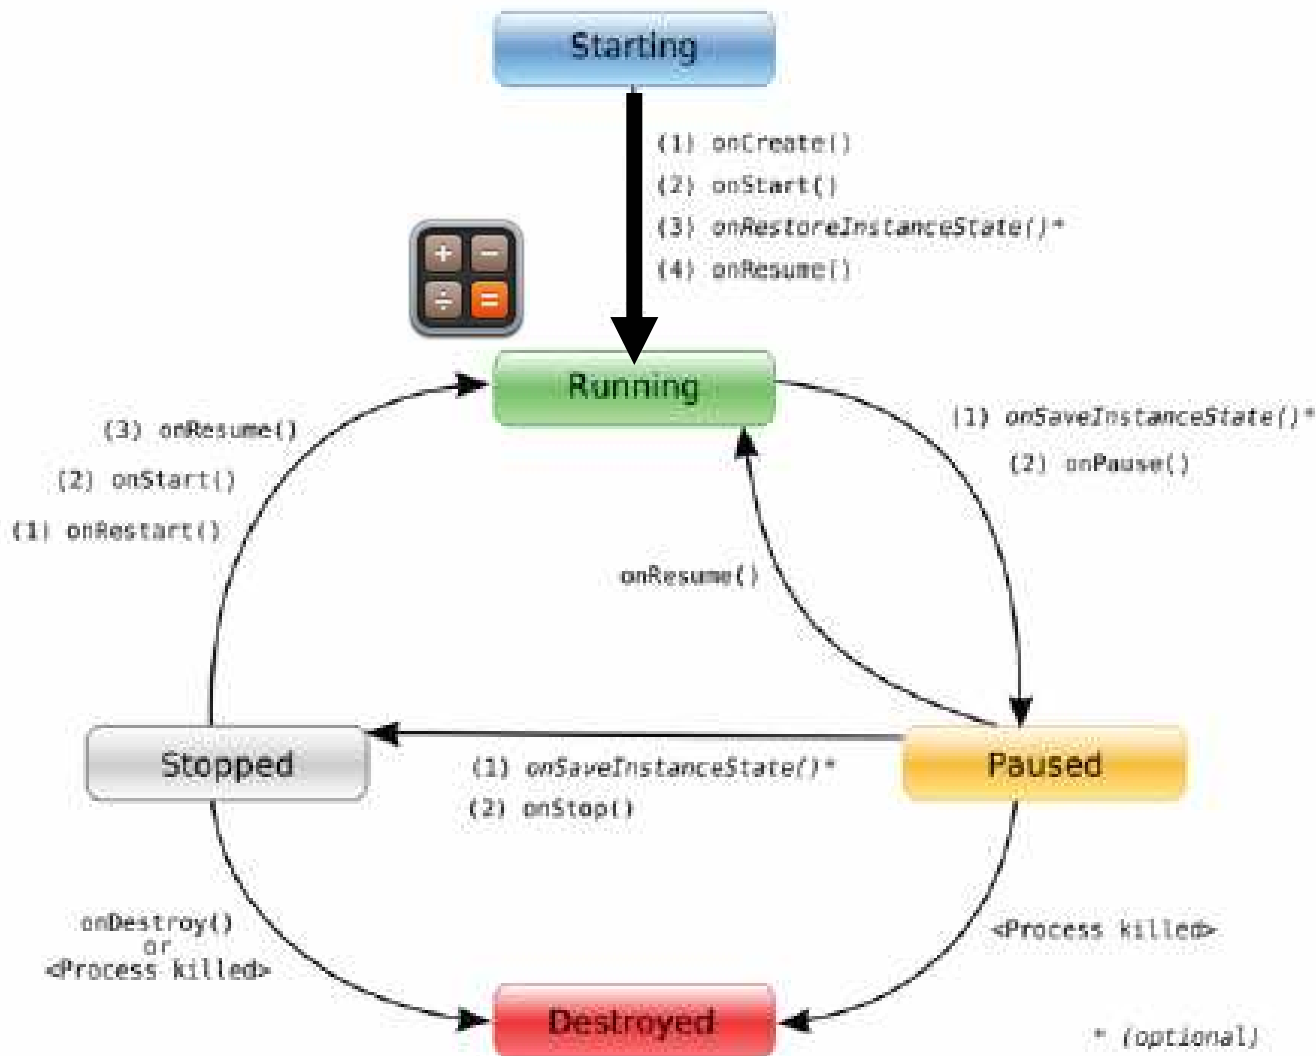 Starting
(1) onCreate()
(2) onStart()
(3) onRestoreInstanceState()*
(4) onResume()
+ −
÷ =
Running
(3) onResume()
(2) onStart()
(1) onRestart()
(1) onSaveInstanceState()*
(2) onPause()
onResume()
Stopped
(1) onSaveInstanceState()*
(2) onStop()
Paused
onDestroy()
or
<Process killed>
<Process killed>
Destroyed
* (optional)